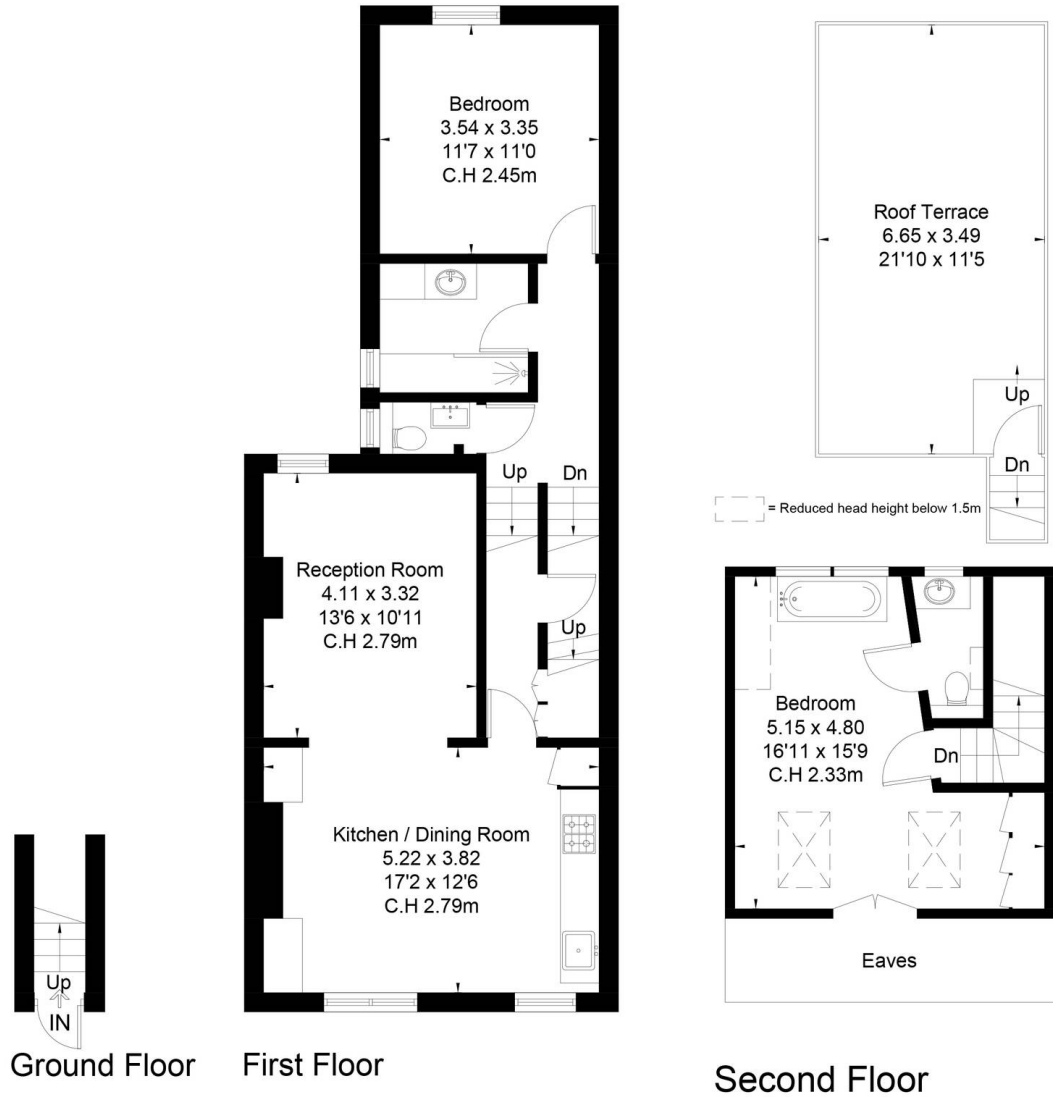 Bedroom
3.54 x 3.35
11'7 x 11'0
C.H 2.45m
Up
Dn
Reception Room
4.11 x 3.32
13'6 x 10'11
C.H 2.79m
Up
Kitchen / Dining Room
5.22 x 3.82
17'2 x 12'6
C.H 2.79m
Roof Terrace
6.65 x 3.49
21'10 x 11'5
Up
Dn
= Reduced head height below 1.5m
Bedroom
5.15 x 4.80
16'11 x 15'9
C.H 2.33m
Dn
Eaves
Up
IN
Ground Floor
First Floor
Second Floor